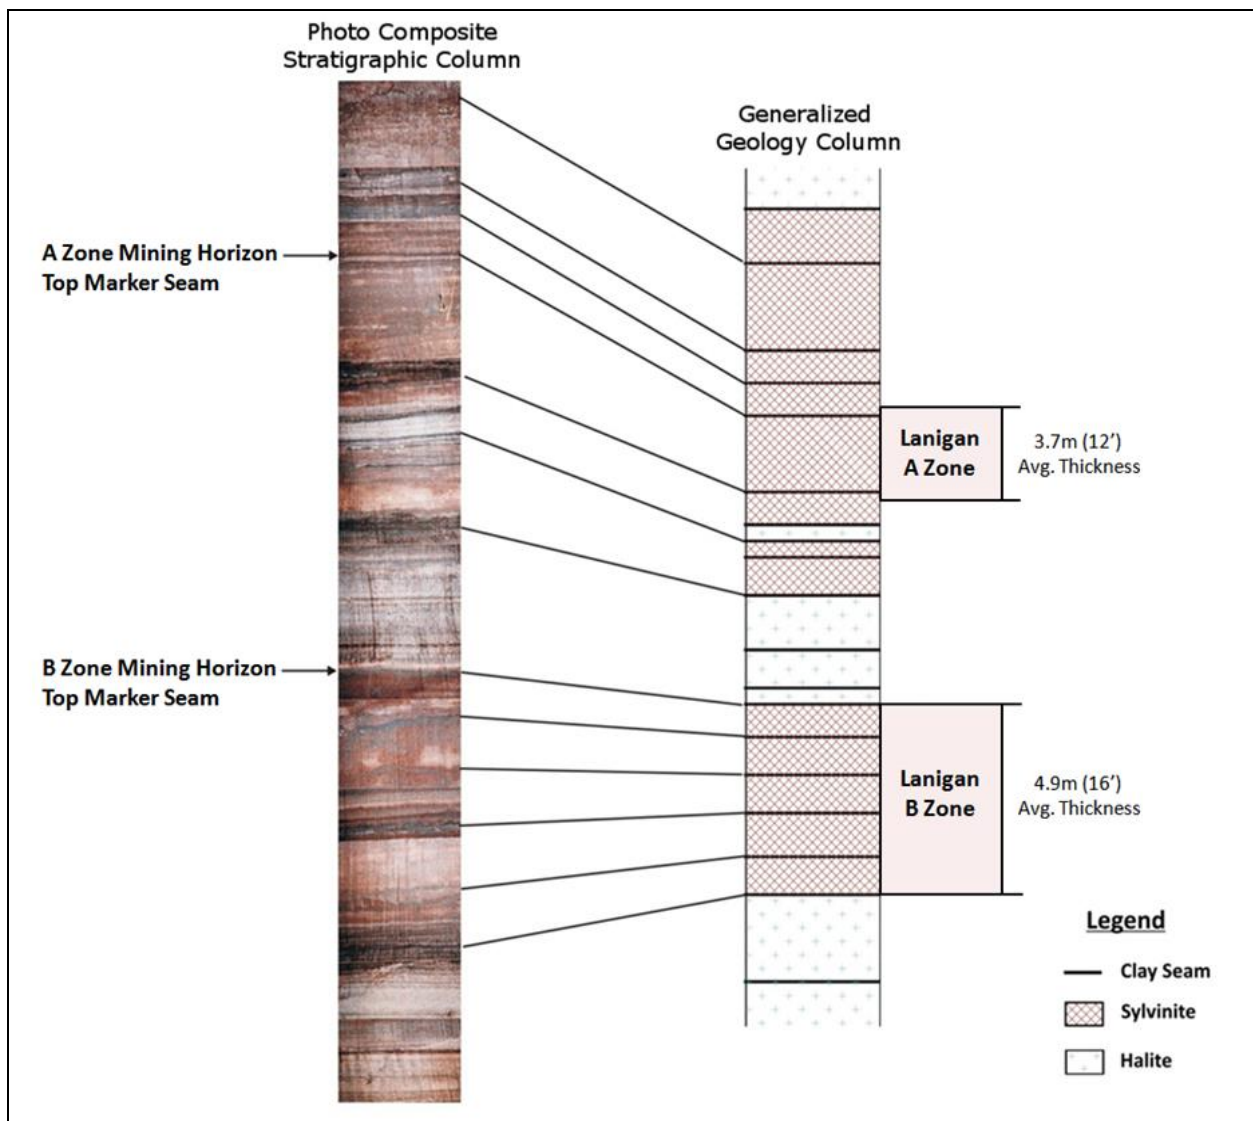 Photo Composite
Stratigraphic Column
Generalized
Geology Column
A Zone Mining Horizon
Top Marker Seam
Lanigan
A Zone
3.7m (12’)
Avg. Thickness
B Zone Mining Horizon
Top Marker Seam
Lanigan
B Zone
4.9m (16’)
Avg. Thickness
Legend
Clay Seam
Sylvinite
Halite